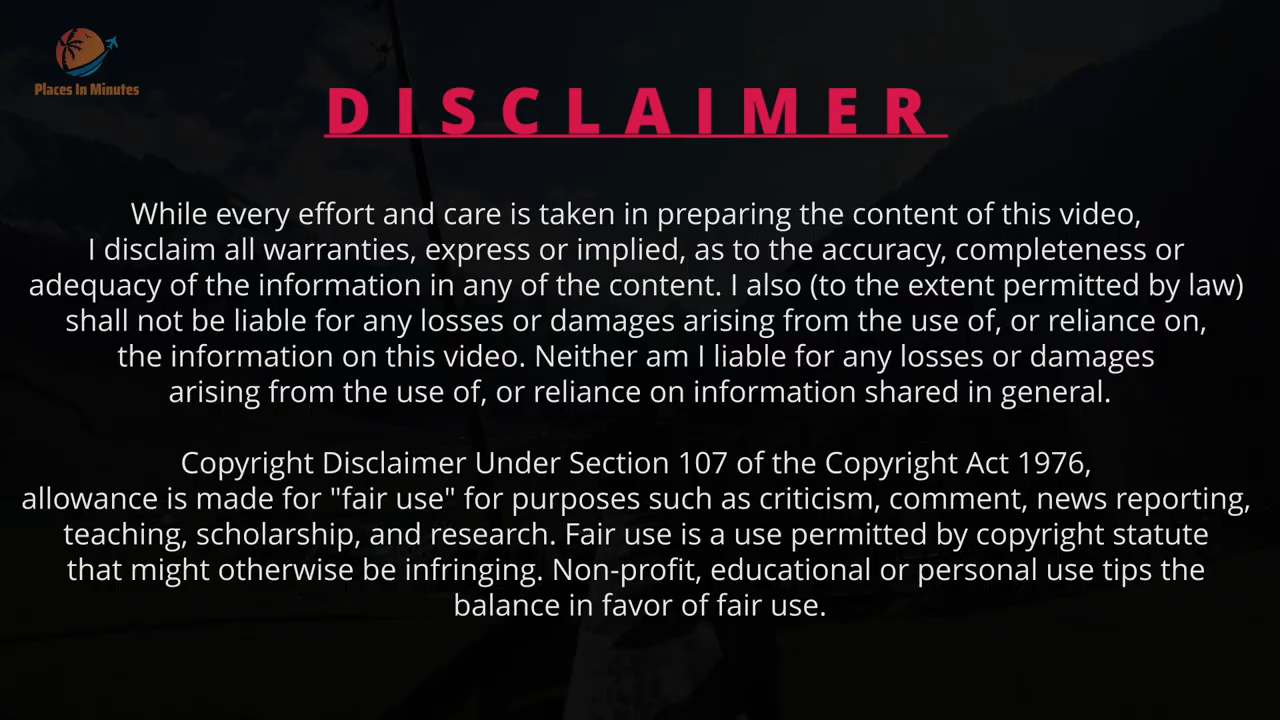 Places In Minutes
DISCLAIMER
While every effort and care is taken in preparing the content of this video,
I disclaim all warranties, express or implied, as to the accuracy, completeness or
adequacy of the information in any of the content. I also (to the extent permitted by law)
shall not be liable for any losses or damages arising from the use of, or reliance on,
the information on this video. Neither am I liable for any losses or damages
arising from the use of, or reliance on information shared in general.
Copyright Disclaimer Under Section 107 of the Copyright Act 1976,
allowance is made for "fair use" for purposes such as criticism, comment, news reporting,
teaching, scholarship, and research. Fair use is a use permitted by copyright statute
that might otherwise be infringing. Non-profit, educational or personal use tips the
balance in favor of fair use.